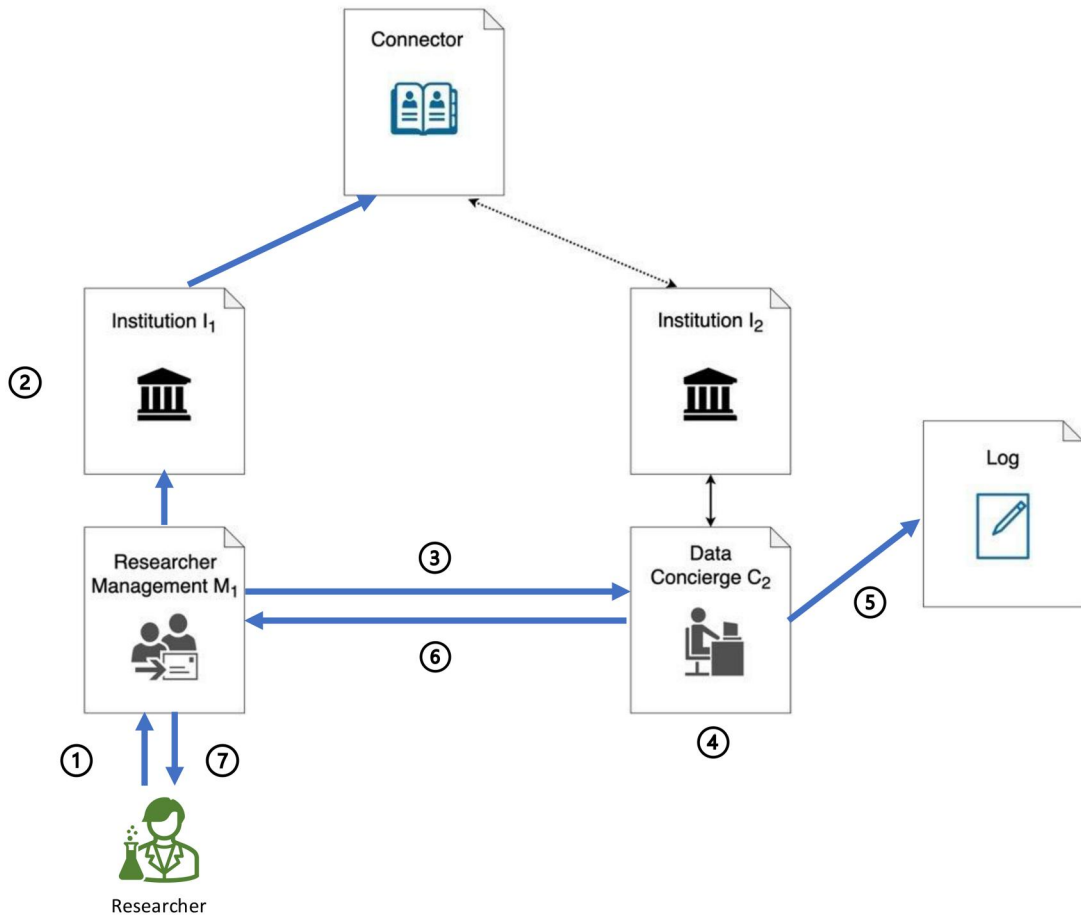 Connector
Institution I₁
Institution I₂
②
Log
Researcher
Management M₁
Data
Concierge C₂
③
⑤
⑥
④
①
⑦
Researcher